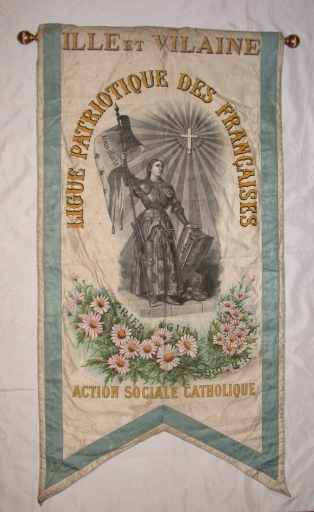 ILLE ET VILAINE
LIGUE PATRIOTIQUE DES FRANÇAISES
ACTION SOCIALE CATHOLIQUE